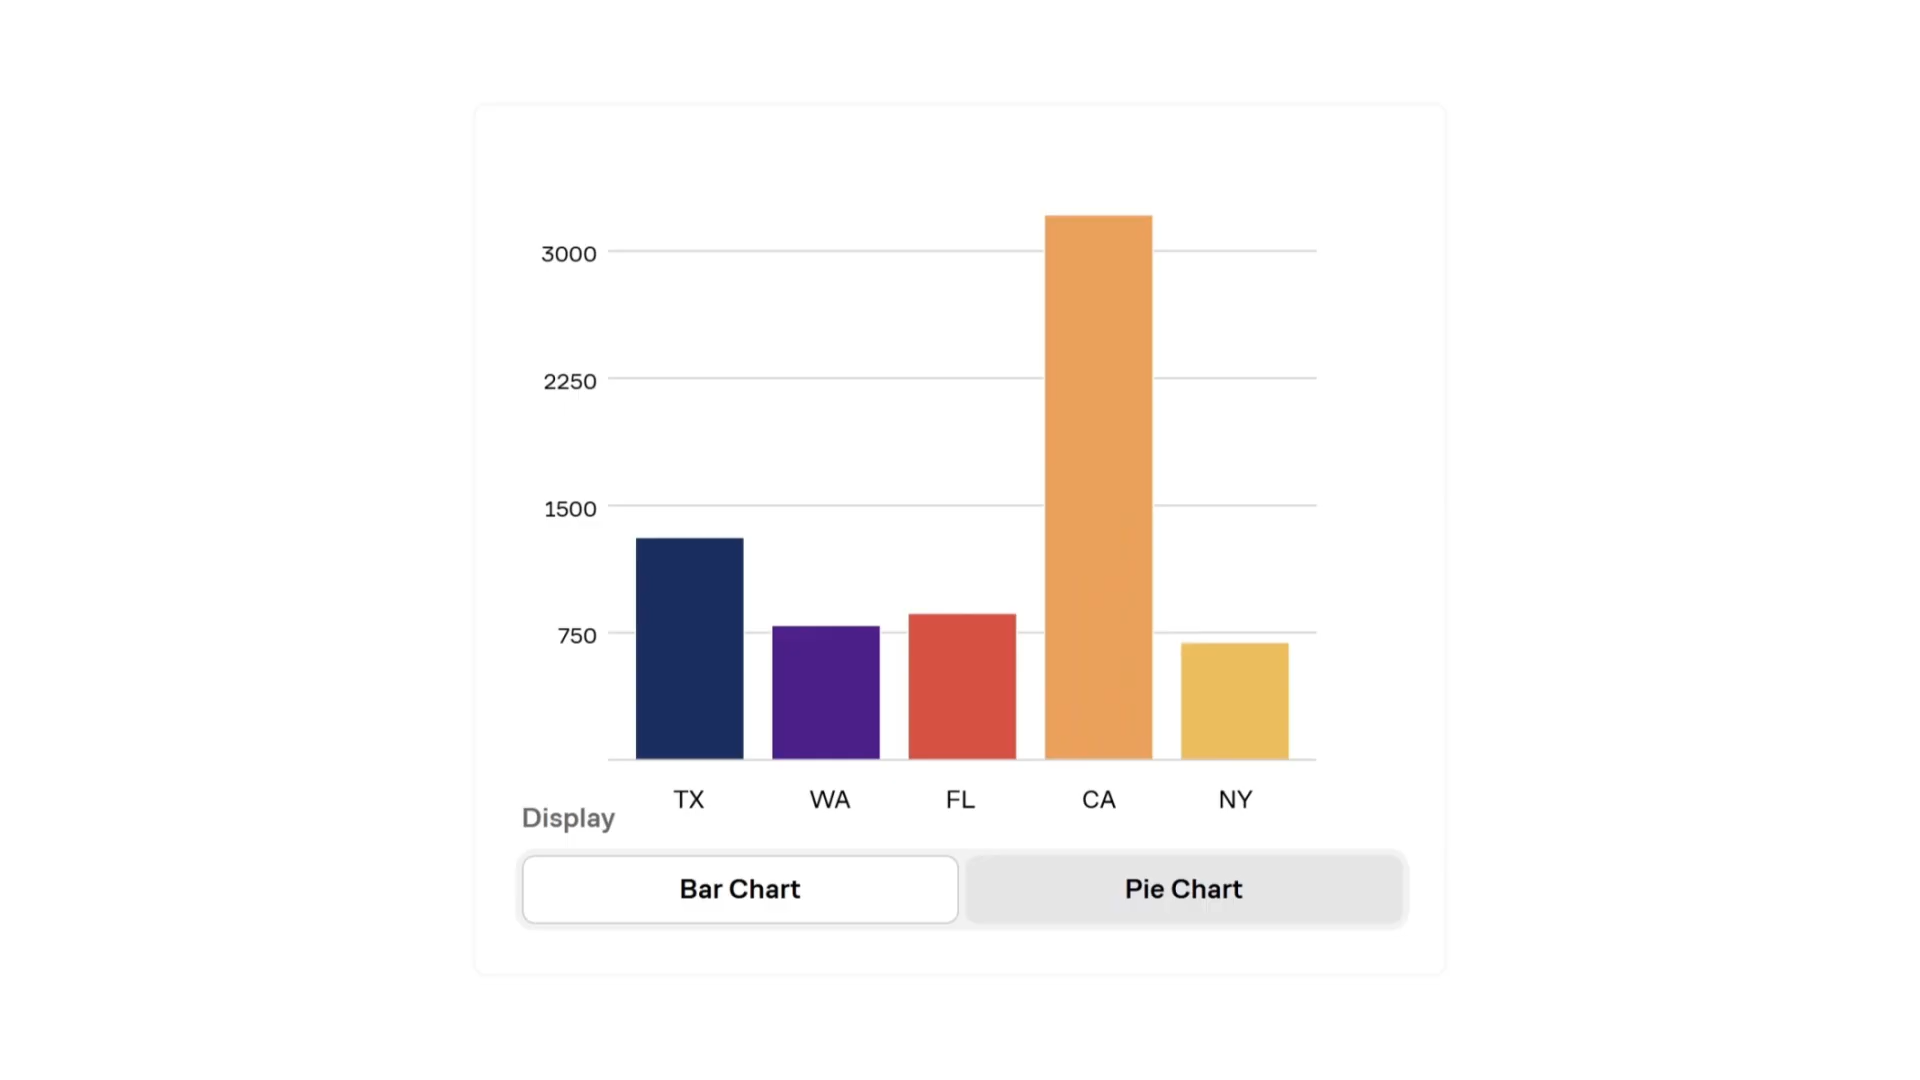 3000
2250
1500
750
TX WA FL CA NY
Display
Bar Chart Pie Chart